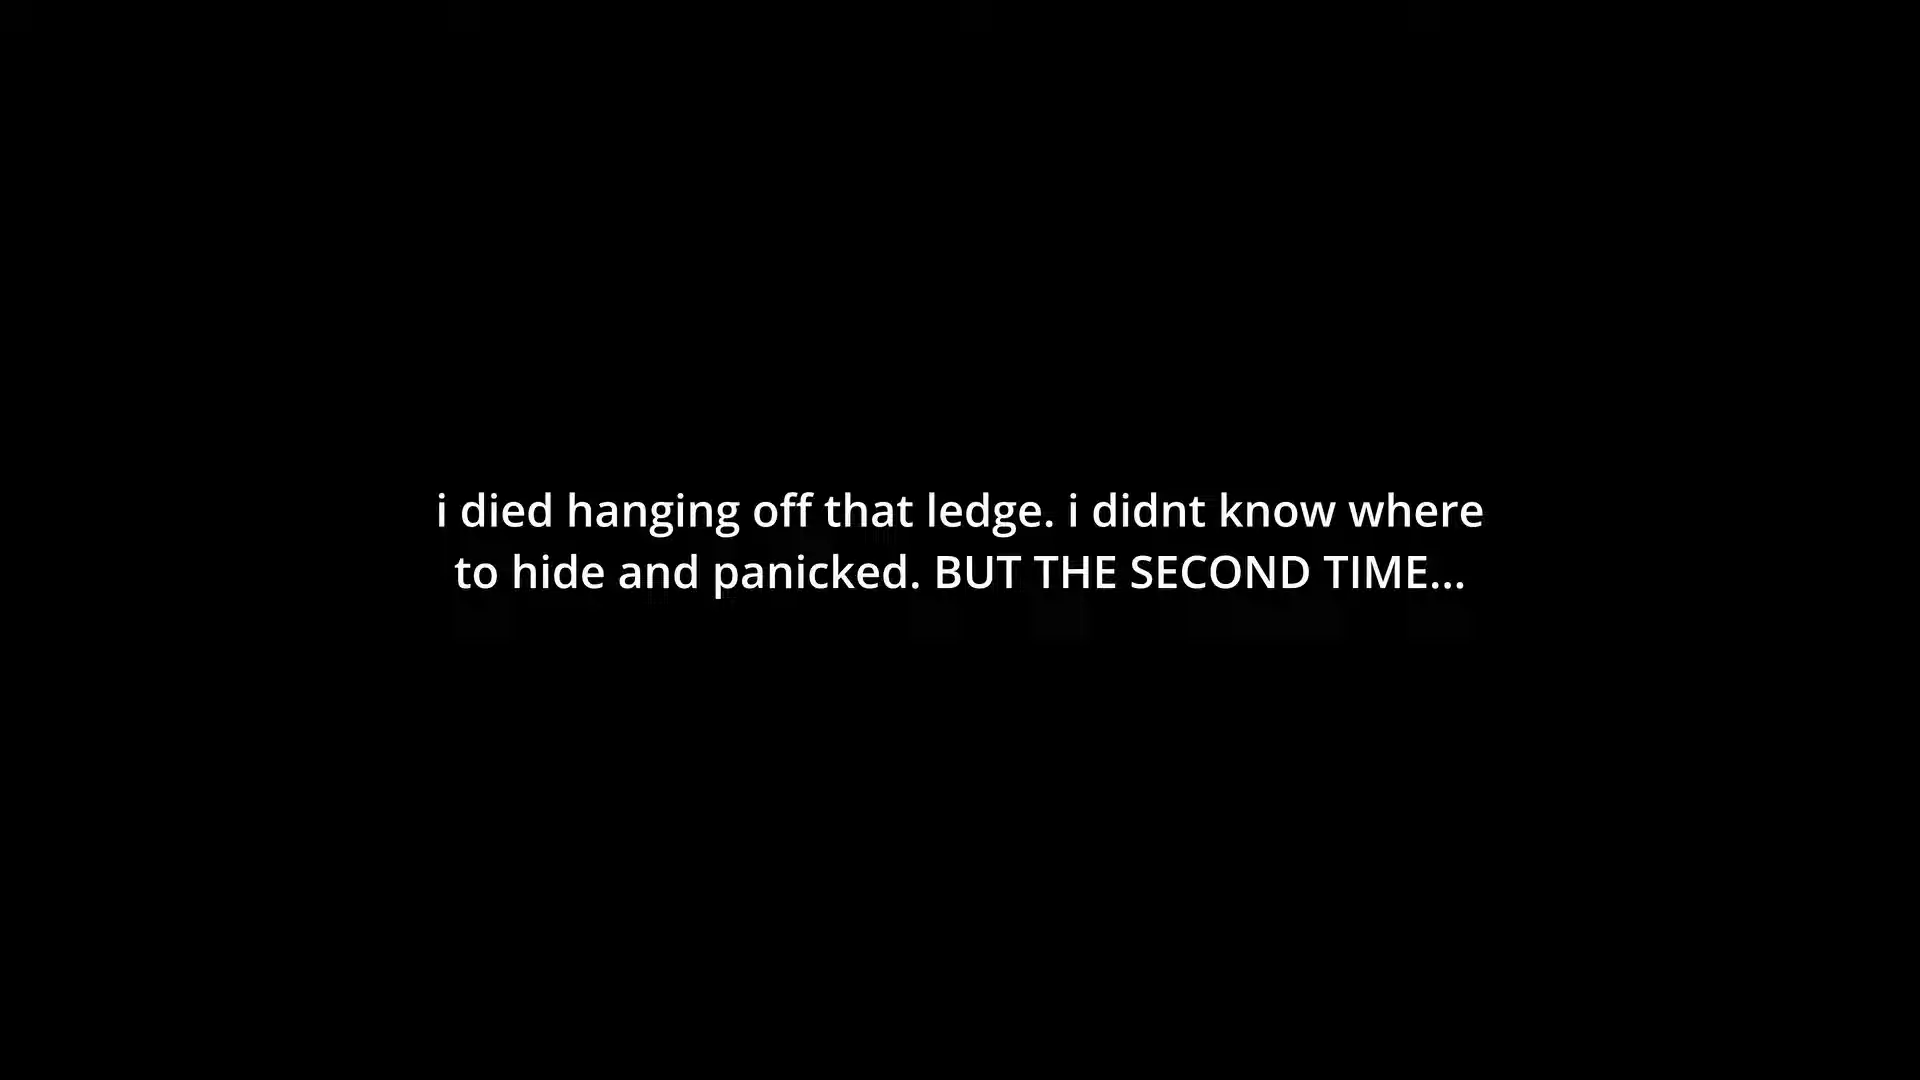 i died hanging off that ledge. i didnt know where
to hide and panicked. BUT THE SECOND TIME...